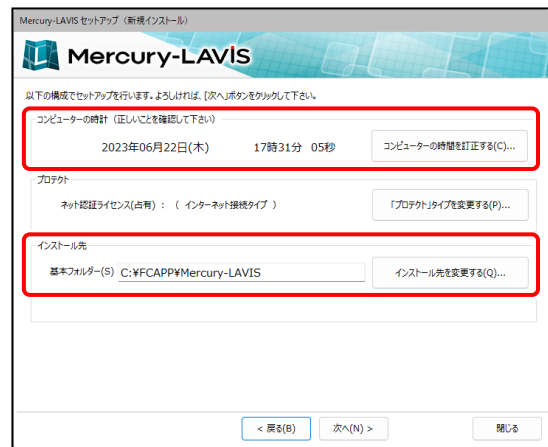 Mercury-LAVIS セットアップ（新規インストール）
Mercury-LAVIS
以下の構成でセットアップを行います。よろしければ、[次へ]ボタンをクリックして下さい。
コンピューターの時計（正しいことを確認して下さい）
2023年06月22日(木) 17時31分 05秒 コンピューターの時間を訂正する(C)...
プロテクト
ネット認証ライセンス(占有)：（ インターネット接続タイプ ） 「プロテクト」タイプを変更する(P)...
インストール先
基本フォルダー(S) C:¥FCAPP¥Mercury-LAVIS インストール先を変更する(Q)...
< 戻る(B) 次へ(N) > 閉じる